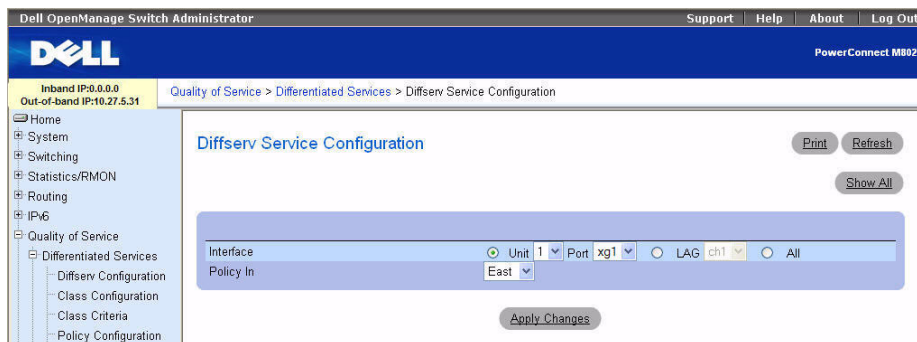 Dell OpenManage Switch Administrator Support Help About Log Out
DELL PowerConnect M802
Inband IP:0.0.0.0
Out-of-band IP:10.27.5.31
Quality of Service > Differentiated Services > Diffserv Service Configuration
Home
System
Switching
Statistics/RMON
Routing
IPv6
Quality of Service
Differentiated Services
Diffserv Configuration
Class Configuration
Class Criteria
Policy Configuration
Diffserv Service Configuration
Print Refresh
Show All
Interface Unit 1 Port xg1 LAG ch1 All
Policy In East
Apply Changes